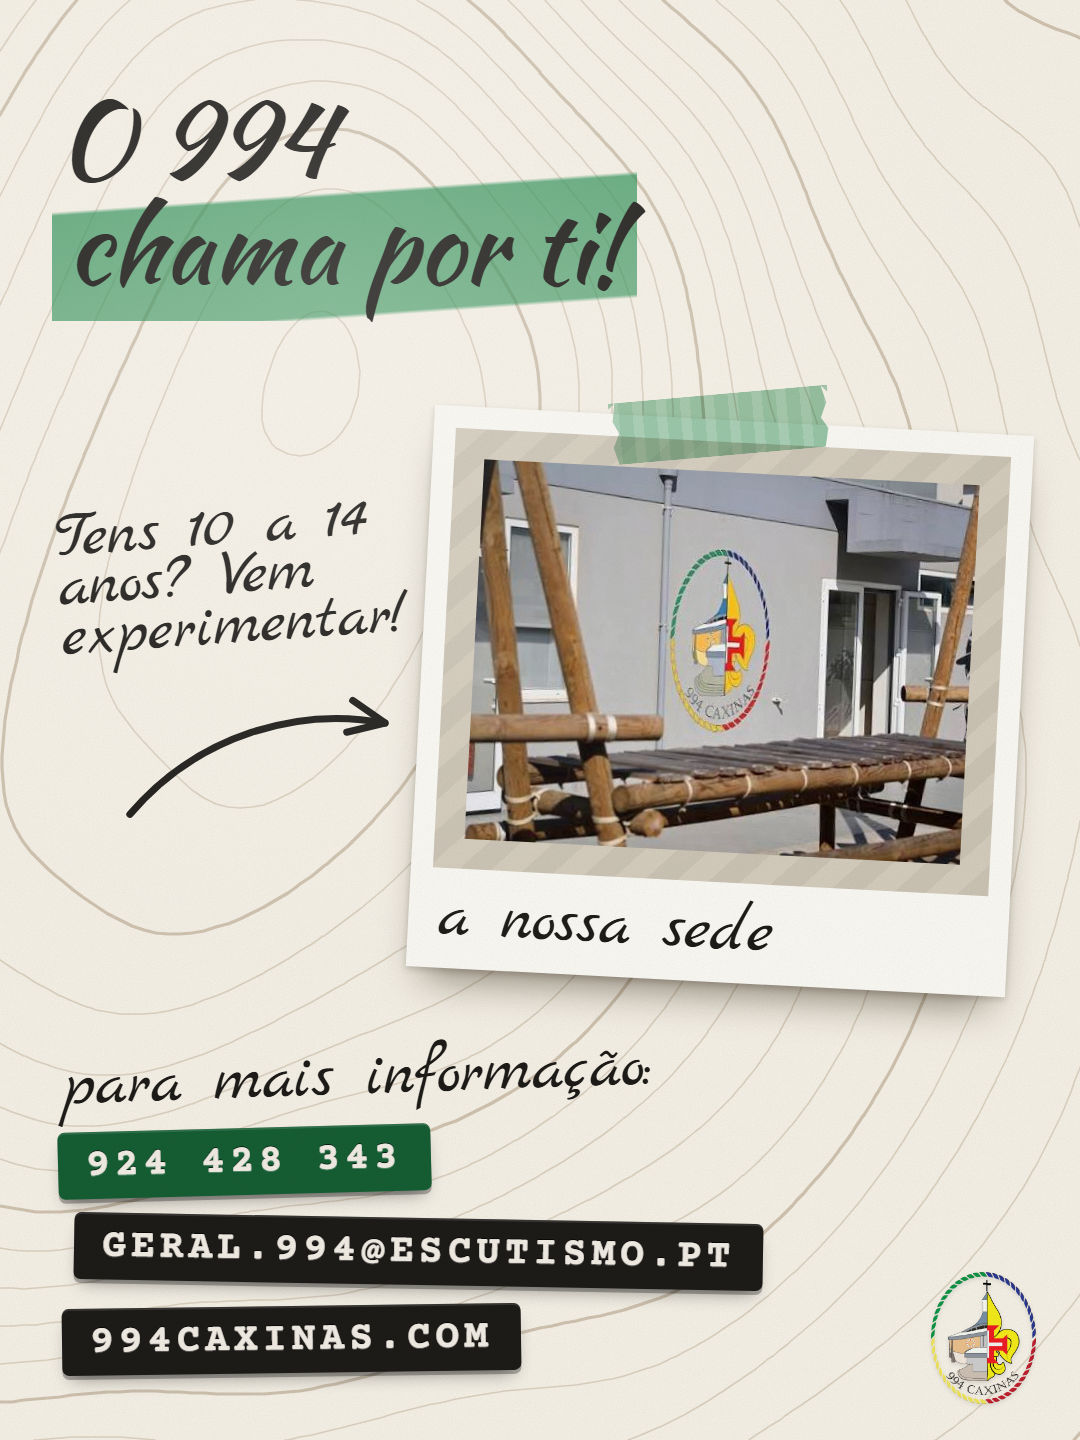 O 994
chama por ti!
Tens 10 a 14
anos? Vem
experimentar!
994 CAXINAS
a nossa sede
para mais informação:
924 428 343
GERAL.994@ESCUTISMO.PT
994CAXINAS.COM
994 CAXINAS